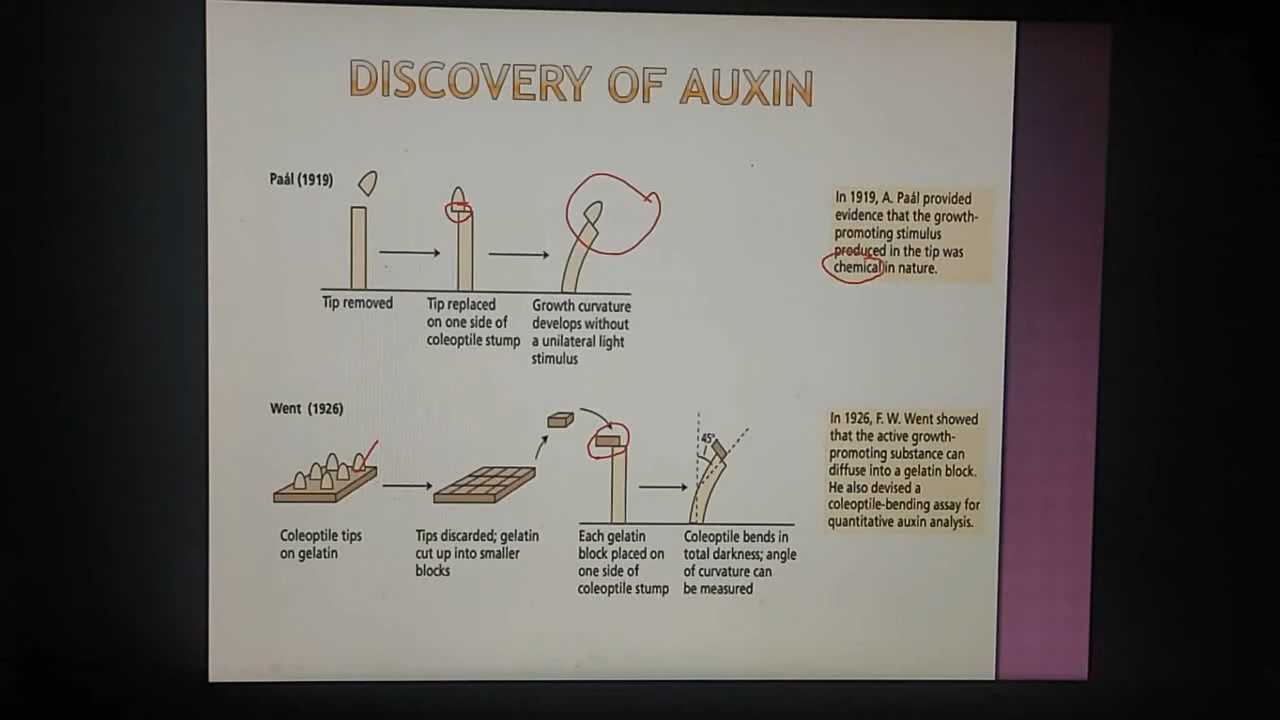 DISCOVERY OF AUXIN
Paál (1919)
Tip removed
Tip replaced
on one side of
coleoptile stump
Growth curvature
develops without
a unilateral light
stimulus
In 1919, A. Paál provided
evidence that the growth-
promoting stimulus
produced in the tip was
chemical in nature.
Went (1926)
45°
Coleoptile tips
on gelatin
Tips discarded; gelatin
cut up into smaller
blocks
Each gelatin
block placed on
one side of
coleoptile stump
Coleoptile bends in
total darkness; angle
of curvature can
be measured
In 1926, F. W. Went showed
that the active growth-
promoting substance can
diffuse into a gelatin block.
He also devised a
coleoptile-bending assay for
quantitative auxin analysis.